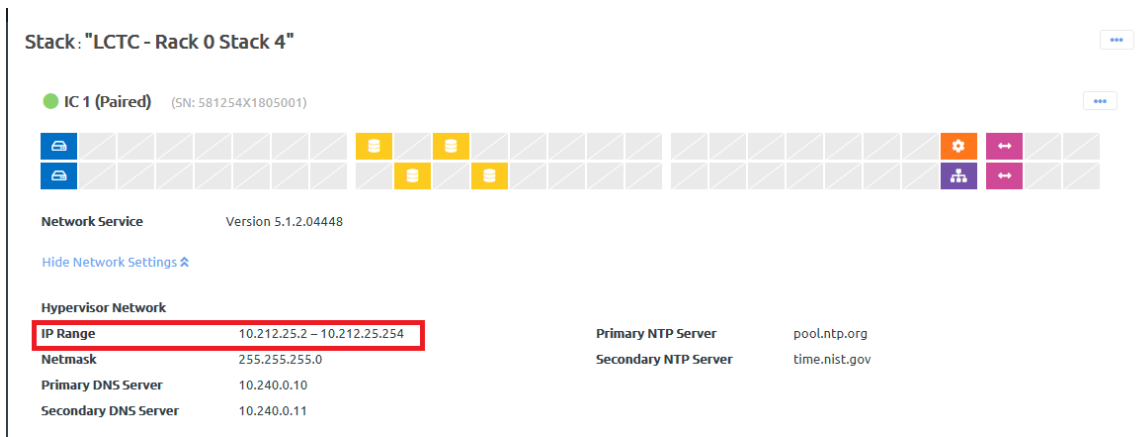 Stack : "LCTC - Rack 0 Stack 4"
IC 1 (Paired) (SN: 581254X1805001)
Network Service Version 5.1.2.04448
Hide Network Settings
Hypervisor Network
IP Range 10.212.25.2 – 10.212.25.254 Primary NTP Server pool.ntp.org
Netmask 255.255.255.0 Secondary NTP Server time.nist.gov
Primary DNS Server 10.240.0.10
Secondary DNS Server 10.240.0.11